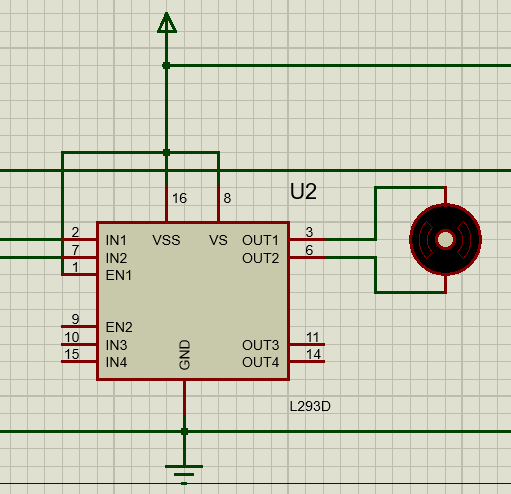 U2
16 8
2 IN1 VSS VS OUT1 3
7 IN2 OUT2 6
1 EN1
9 EN2
10 IN3 OUT3 11
15 IN4 OUT4 14
GND
L293D